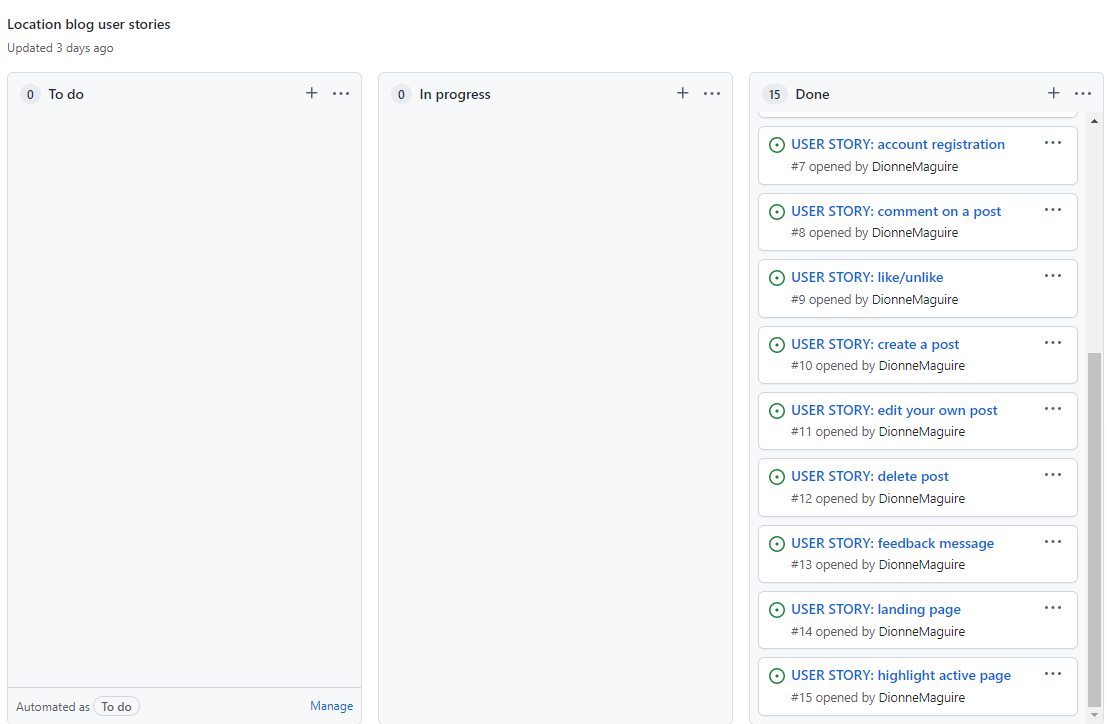 Location blog user stories
Updated 3 days ago
0 To do
0 In progress
15 Done
USER STORY: account registration
#7 opened by DionneMaguire
USER STORY: comment on a post
#8 opened by DionneMaguire
USER STORY: like/unlike
#9 opened by DionneMaguire
USER STORY: create a post
#10 opened by DionneMaguire
USER STORY: edit your own post
#11 opened by DionneMaguire
USER STORY: delete post
#12 opened by DionneMaguire
USER STORY: feedback message
#13 opened by DionneMaguire
USER STORY: landing page
#14 opened by DionneMaguire
USER STORY: highlight active page
#15 opened by DionneMaguire
Automated as To do Manage